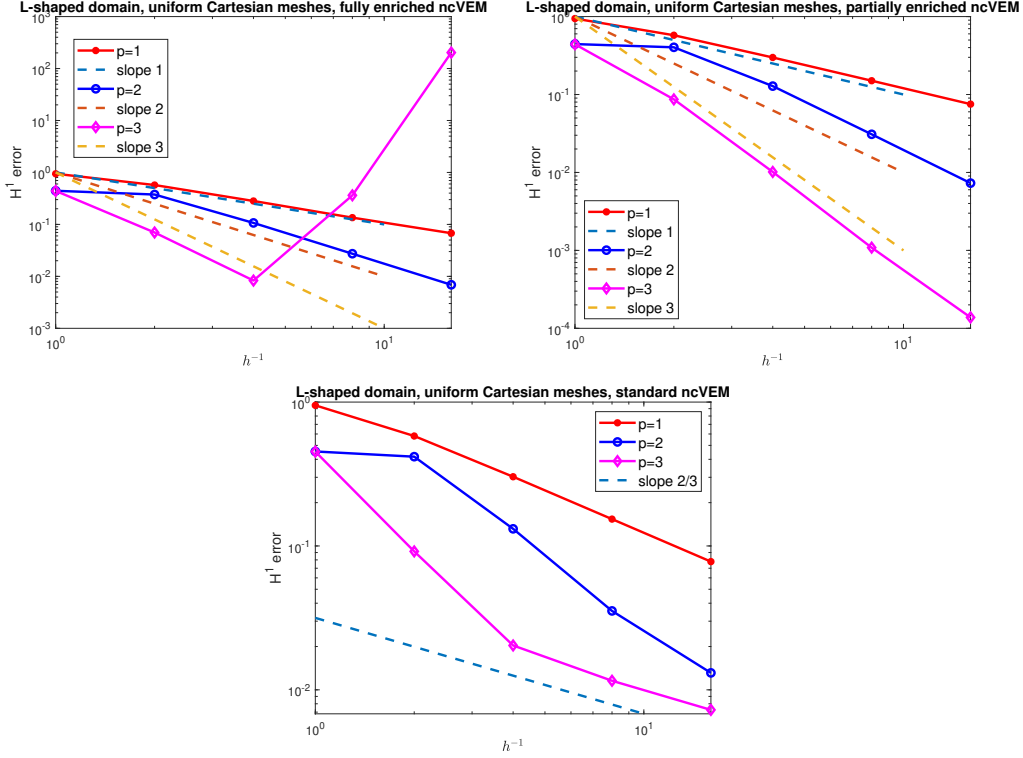 L-shaped domain, uniform Cartesian meshes, fully enriched ncVEM
10^3
10^2
10^1
10^0
10^-1
10^-2
10^-3
H^1 error
p=1
slope 1
p=2
slope 2
p=3
slope 3
10^0
10^1
h^-1
L-shaped domain, uniform Cartesian meshes, partially enriched ncVEM
10^0
10^-1
10^-2
10^-3
10^-4
H^1 error
p=1
slope 1
p=2
slope 2
p=3
slope 3
10^0
10^1
h^-1
L-shaped domain, uniform Cartesian meshes, standard ncVEM
10^0
10^-1
10^-2
H^1 error
p=1
p=2
p=3
slope 2/3
10^0
10^1
h^-1